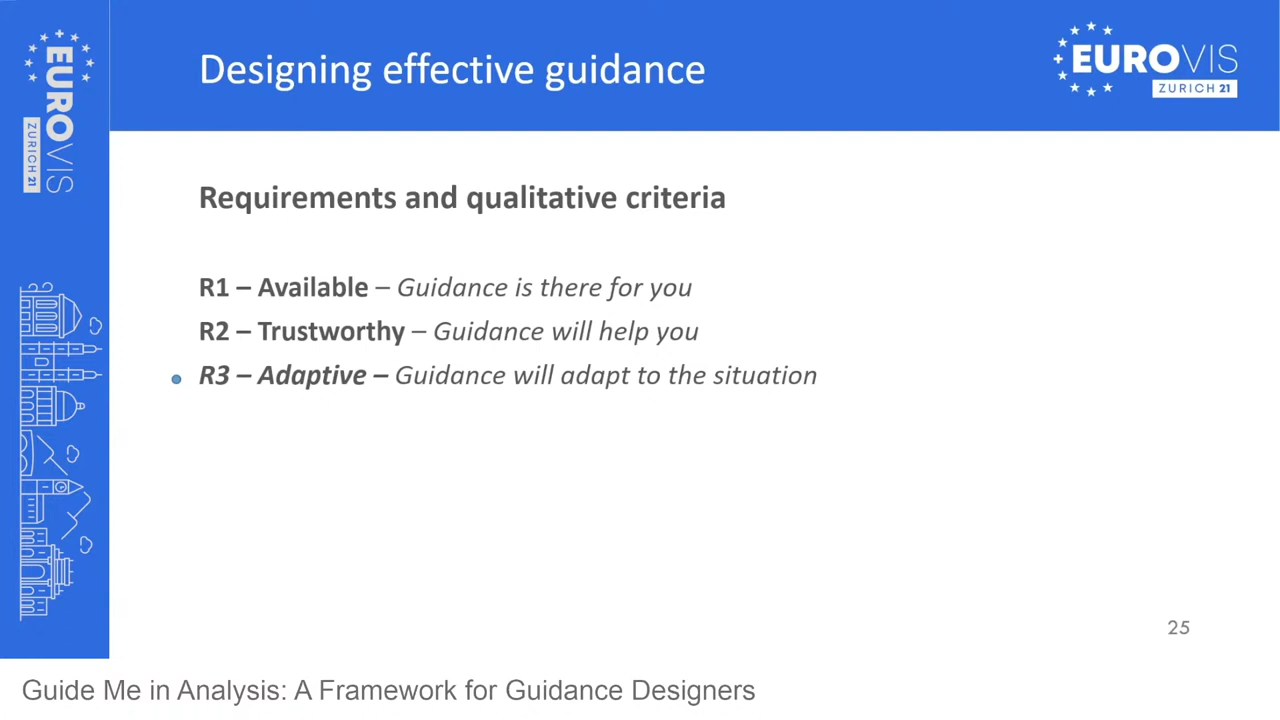 EUROVIS
ZURICH 21
Designing effective guidance
EUROVIS
ZURICH 21
Requirements and qualitative criteria
R1 – Available – Guidance is there for you
R2 – Trustworthy – Guidance will help you
R3 – Adaptive – Guidance will adapt to the situation
25
Guide Me in Analysis: A Framework for Guidance Designers